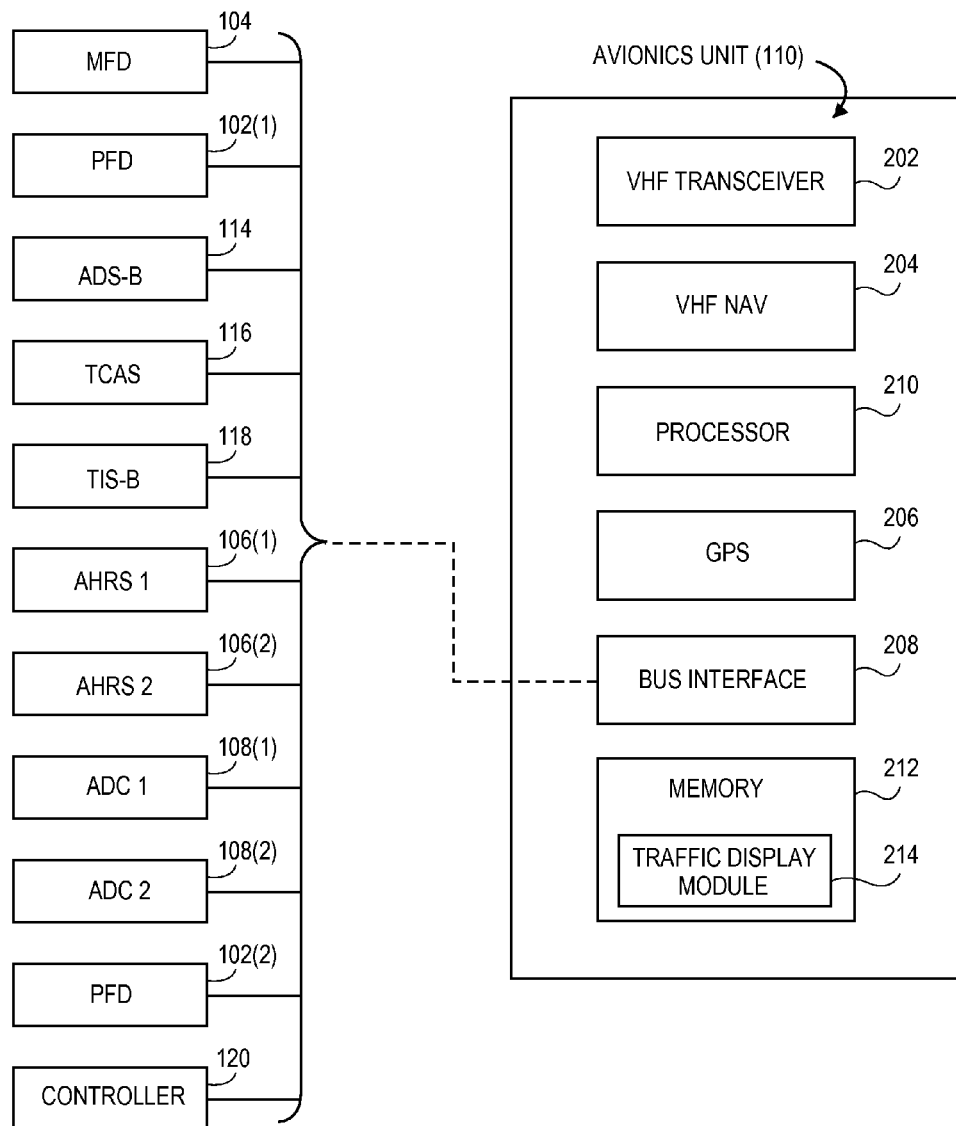 104
MFD
102(1)
PFD
114
ADS-B
116
TCAS
118
TIS-B
106(1)
AHRS 1
106(2)
AHRS 2
108(1)
ADC 1
108(2)
ADC 2
102(2)
PFD
120
CONTROLLER
AVIONICS UNIT (110)
202
VHF TRANSCEIVER
204
VHF NAV
210
PROCESSOR
206
GPS
208
BUS INTERFACE
212
MEMORY
TRAFFIC DISPLAY
MODULE
214